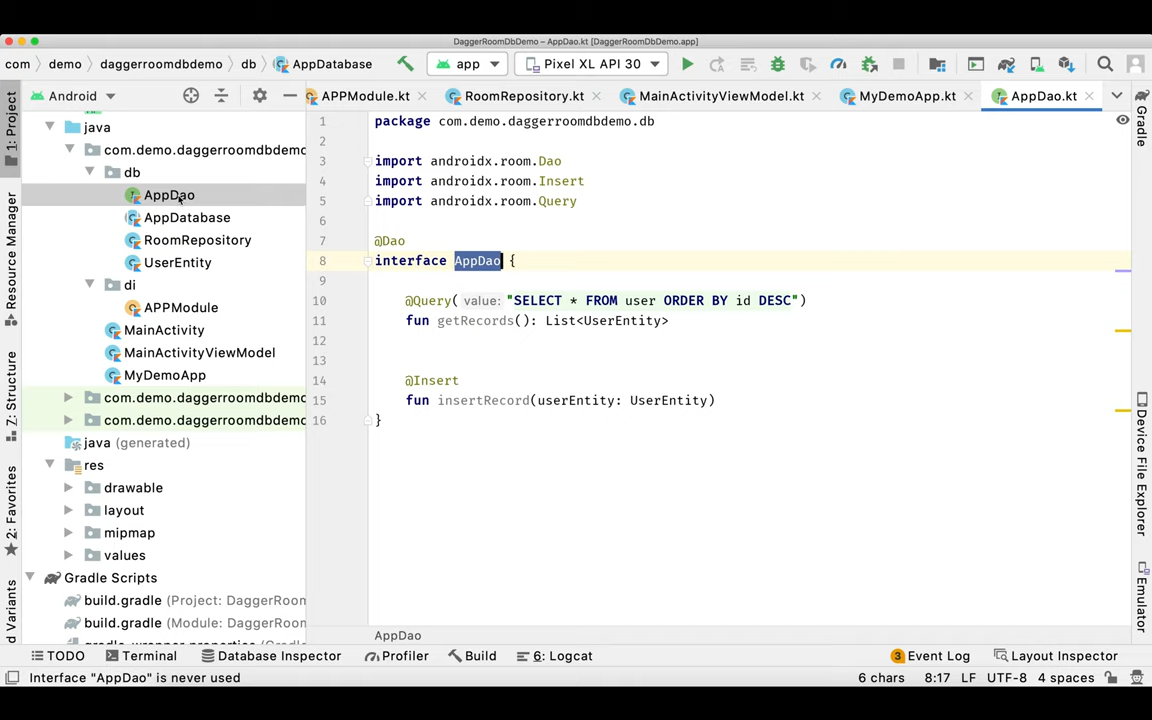 DaggerRoomDbDemo – AppDao.kt [DaggerRoomDbDemo.app]
com demo daggerroomdbdemo db AppDatabase app Pixel XL API 30
Android APPModule.kt RoomRepository.kt MainActivityViewModel.kt MyDemoApp.kt AppDao.kt
1: Project
Resource Manager
Z: Structure
2: Favorites
d Variants
java
com.demo.daggerroomdbdemo
db
AppDao
AppDatabase
RoomRepository
UserEntity
di
APPModule
MainActivity
MainActivityViewModel
MyDemoApp
com.demo.daggerroomdbdemo
com.demo.daggerroomdbdemo
java (generated)
res
drawable
layout
mipmap
values
Gradle Scripts
build.gradle (Project: DaggerRoom
build.gradle (Module: DaggerRoom
1 package com.demo.daggerroomdbdemo.db
2
3 import androidx.room.Dao
4 import androidx.room.Insert
5 import androidx.room.Query
6
7 @Dao
8 interface AppDao {
9
10 @Query( value: "SELECT * FROM user ORDER BY id DESC")
11 fun getRecords(): List<UserEntity>
12
13
14 @Insert
15 fun insertRecord(userEntity: UserEntity)
16 }
AppDao
Gradle
Device File Explorer
Emulator
TODO Terminal Database Inspector Profiler Build 6: Logcat 3 Event Log Layout Inspector
Interface "AppDao" is never used 6 chars 8:17 LF UTF-8 4 spaces